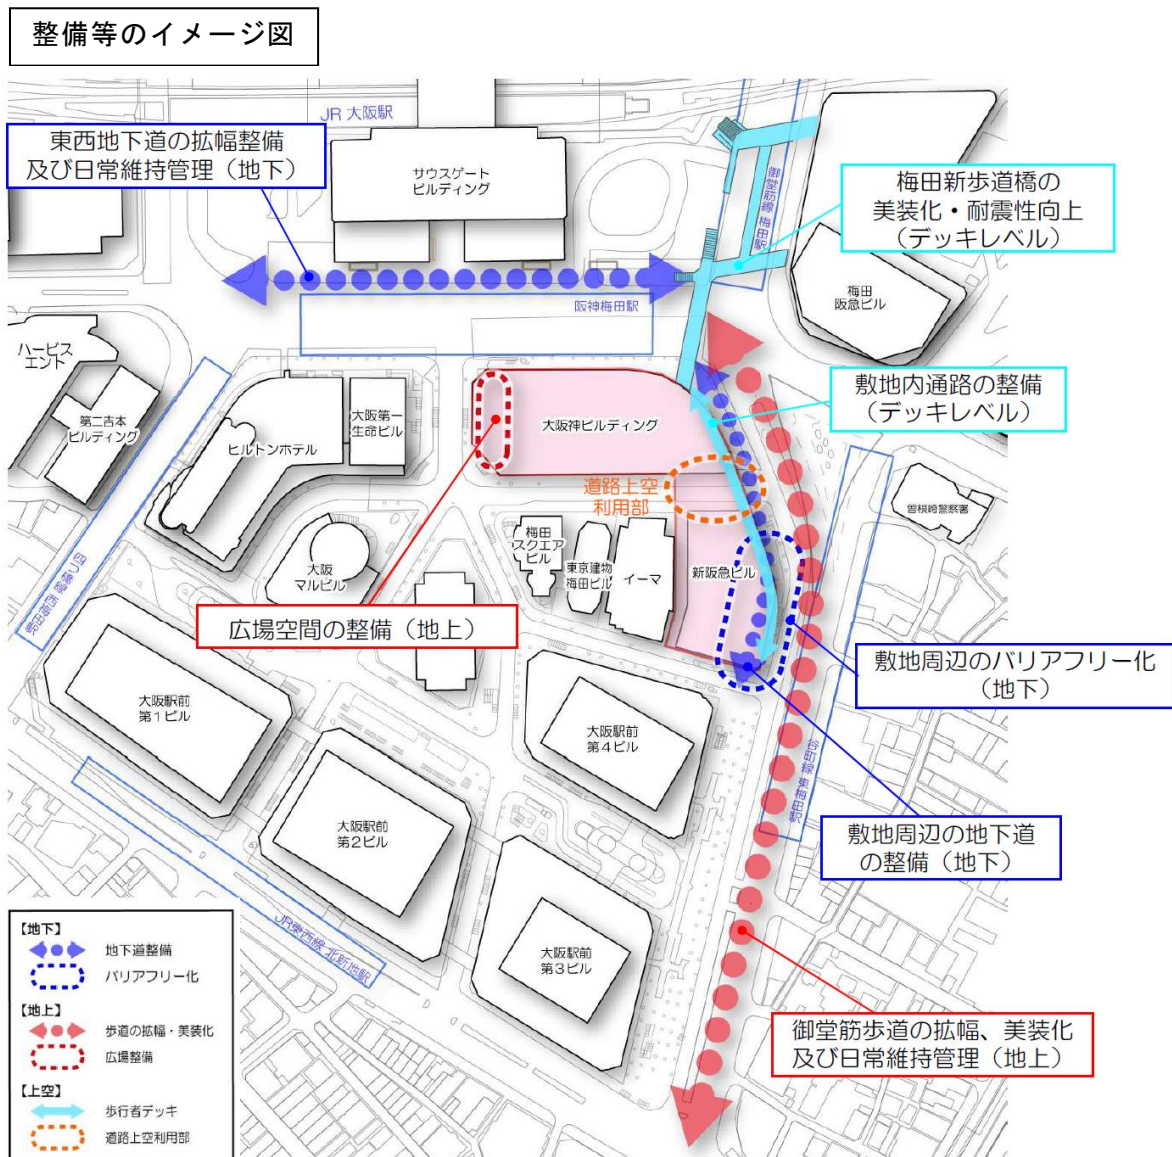 整備等のイメージ図
JR 大阪駅
東西地下道の拡幅整備
及び日常維持管理（地下）
サウスゲート
ビルディング
御堂筋線 梅田駅
梅田新歩道橋の
美装化・耐震性向上
（デッキレベル）
梅田
阪急ビル
阪神梅田駅
ハービス
エント
第二吉本
ビルディング
ヒルトンホテル
大阪第一
生命ビル
大阪神ビルディング
敷地内通路の整備
（デッキレベル）
道路上空
利用部
曽根崎警察署
四つ橋線 西梅田駅
大阪
マルビル
梅田
スクエア
ビル
東京建物
梅田ビル
イーマ
新阪急ビル
広場空間の整備（地上）
敷地周辺のバリアフリー化
（地下）
大阪駅前
第１ビル
大阪駅前
第４ビル
谷町線 東梅田駅
大阪駅前
第２ビル
敷地周辺の地下道
の整備（地下）
JR東西線 北新地駅
大阪駅前
第３ビル
御堂筋歩道の拡幅、美装化
及び日常維持管理（地上）
【地下】
地下道整備
バリアフリー化
【地上】
歩道の拡幅・美装化
広場整備
【上空】
歩行者デッキ
道路上空利用部